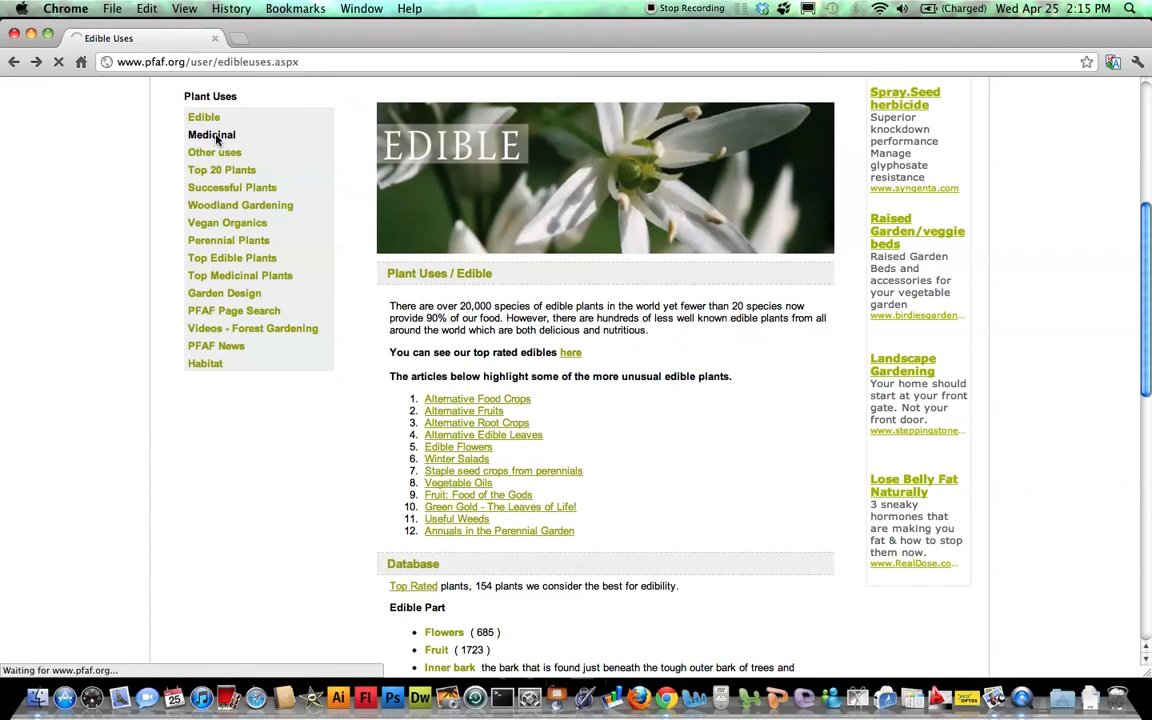 Chrome File Edit View History Bookmarks Window Help Stop Recording (Charged) Wed Apr 25 2:15 PM
Edible Uses
www.pfaf.org/user/edibleuses.aspx
Plant Uses
Edible
Medicinal
Other uses
Top 20 Plants
Successful Plants
Woodland Gardening
Vegan Organics
Perennial Plants
Top Edible Plants
Top Medicinal Plants
Garden Design
PFAF Page Search
Videos - Forest Gardening
PFAF News
Habitat
EDIBLE
Plant Uses / Edible
There are over 20,000 species of edible plants in the world yet fewer than 20 species now
provide 90% of our food. However, there are hundreds of less well known edible plants from all
around the world which are both delicious and nutritious.
You can see our top rated edibles here
The articles below highlight some of the more unusual edible plants.
1. Alternative Food Crops
2. Alternative Fruits
3. Alternative Root Crops
4. Alternative Edible Leaves
5. Edible Flowers
6. Winter Salads
7. Staple seed crops from perennials
8. Vegetable Oils
9. Fruit: Food of the Gods
10. Green Gold - The Leaves of Life!
11. Useful Weeds
12. Annuals in the Perennial Garden
Database
Top Rated plants, 154 plants we consider the best for edibility.
Edible Part
• Flowers ( 685 )
• Fruit ( 1723 )
• Inner bark the bark that is found just beneath the tough outer bark of trees and
Spray.Seed
herbicide
Superior
knockdown
performance
Manage
glyphosate
resistance
www.syngenta.com
Raised
Garden/veggie
beds
Raised Garden
Beds and
accessories for
your vegetable
garden
www.birdiesgarden...
Landscape
Gardening
Your home should
start at your front
gate. Not your
front door.
www.steppingstone...
Lose Belly Fat
Naturally
3 sneaky
hormones that
are making you
fat & how to stop
them now.
www.RealDose.co...
Waiting for www.pfaf.org...
Ai Fl Ps Dw